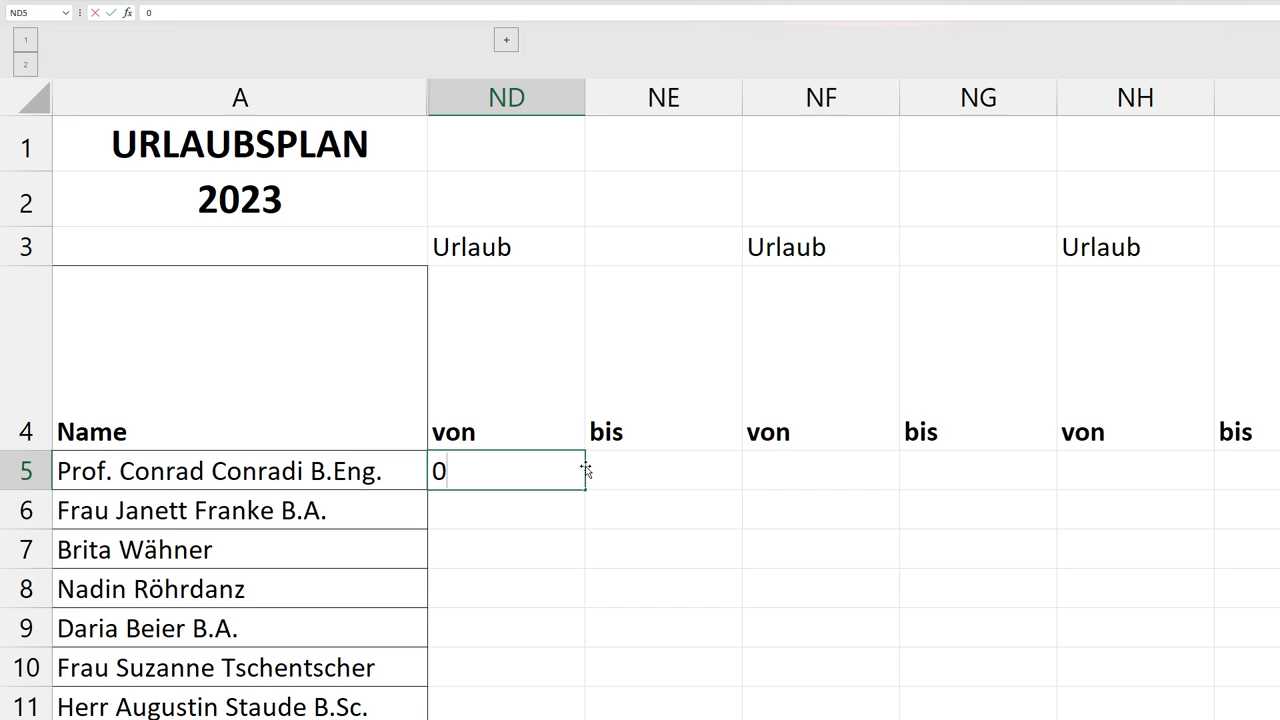 ND5 fx 0
1 +
2
A ND NE NF NG NH
1 URLAUBSPLAN
2 2023
3 Urlaub Urlaub Urlaub
4 Name von bis von bis von bis
5 Prof. Conrad Conradi B.Eng. 0
6 Frau Janett Franke B.A.
7 Brita Wähner
8 Nadin Röhrdanz
9 Daria Beier B.A.
10 Frau Suzanne Tschentscher
11 Herr Augustin Staude B.Sc.